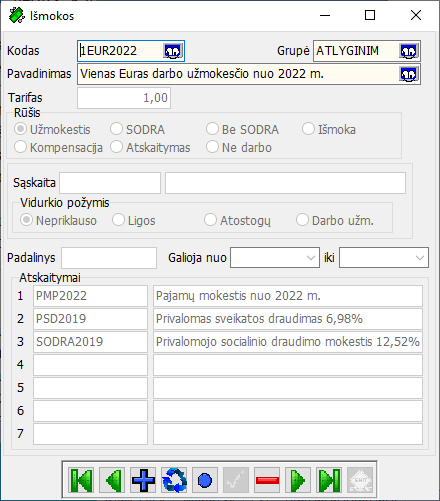 Išmokos
Kodas 1EUR2022 Grupė ATLYGINIM
Pavadinimas Vienas Euras darbo užmokesčio nuo 2022 m.
Tarifas 1,00
Rūšis
Užmokestis SODRA Be SODRA Išmoka
Kompensacija Atskaitymas Ne darbo
Sąskaita
Vidurkio požymis
Nepriklauso Ligos Atostogų Darbo užm.
Padalinys Galioja nuo iki
Atskaitymai
1 PMP2022 Pajamų mokestis nuo 2022 m.
2 PSD2019 Privalomas sveikatos draudimas 6,98%
3 SODRA2019 Privalomojo socialinio draudimo mokestis 12,52%
4
5
6
7